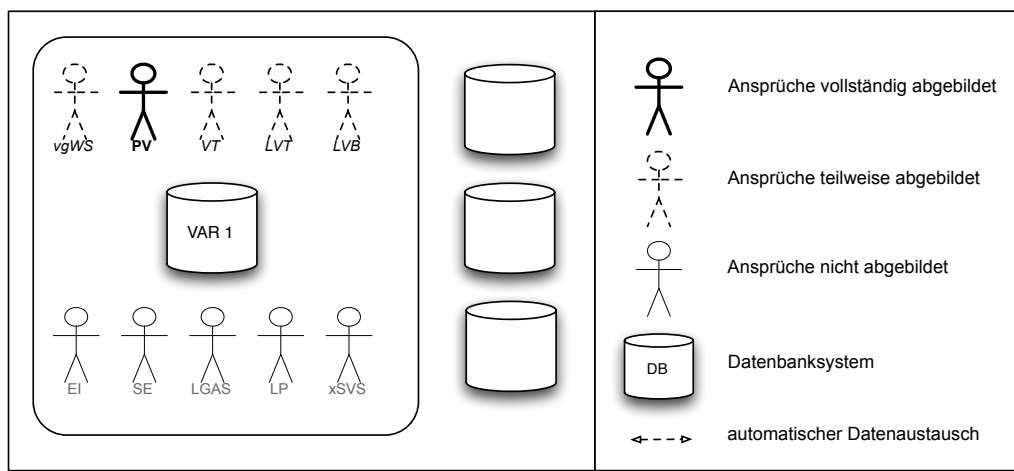 vgWS PV VT LVT LVB
VAR 1
EI SE LGAS LP xSVS
Ansprüche vollständig abgebildet
Ansprüche teilweise abgebildet
Ansprüche nicht abgebildet
DB Datenbanksystem
automatischer Datenaustausch